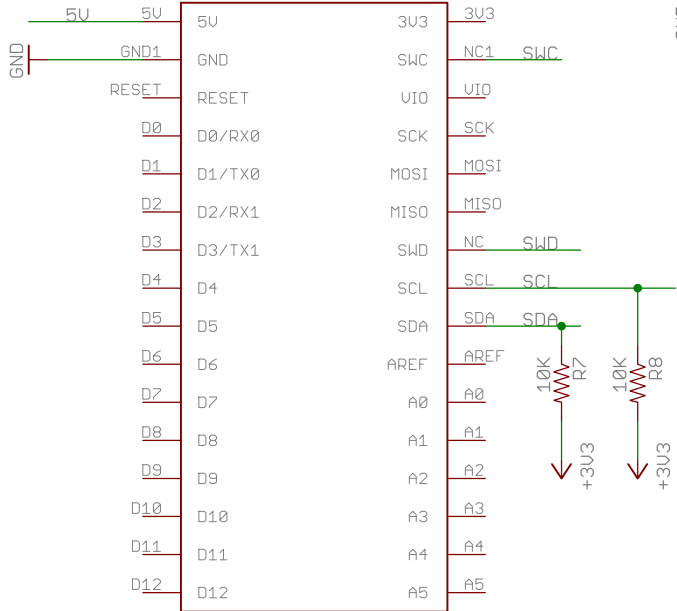 5V 5V 5V 3V3 3V3
GND GND1 GND SWC NC1 SWC
RESET RESET VIO VIO
D0 D0/RX0 SCK SCK
D1 D1/TX0 MOSI MOSI
D2 D2/RX1 MISO MISO
D3 D3/TX1 SWD NC SWD
D4 D4 SCL SCL SCL
D5 D5 SDA SDA SDA
D6 D6 AREF AREF
10K R7 10K R8
D7 D7 A0 A0
D8 D8 A1 A1
D9 D9 A2 A2
+3V3 +3V3
D10 D10 A3 A3
D11 D11 A4 A4
D12 D12 A5 A5